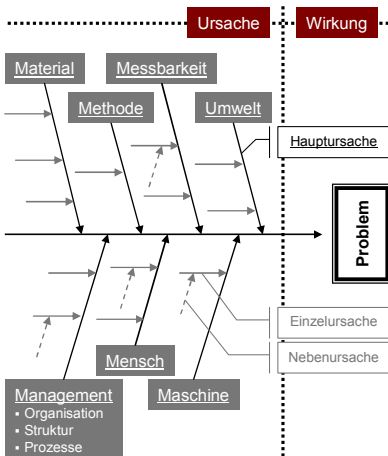 Ursache
Wirkung
Material
Messbarkeit
Methode
Umwelt
Hauptursache
Problem
Einzelursache
Nebenursache
Mensch
Management
▪ Organisation
▪ Struktur
▪ Prozesse
Maschine